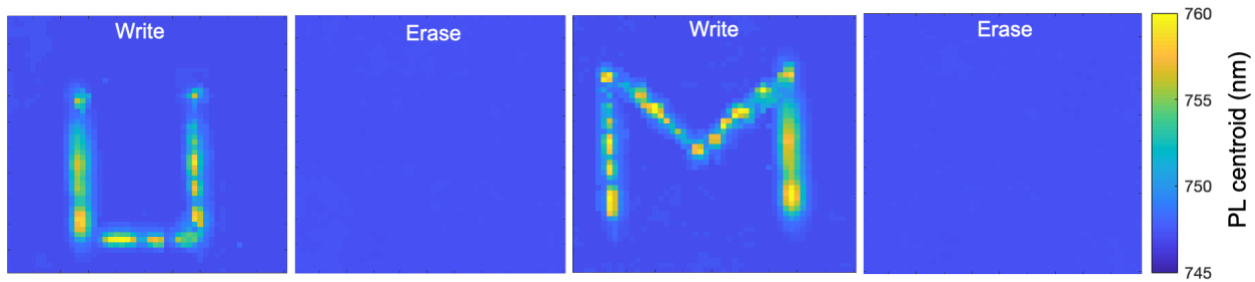 Write
Erase
Write
Erase
U
M
760
755
750
745
PL centroid (nm)